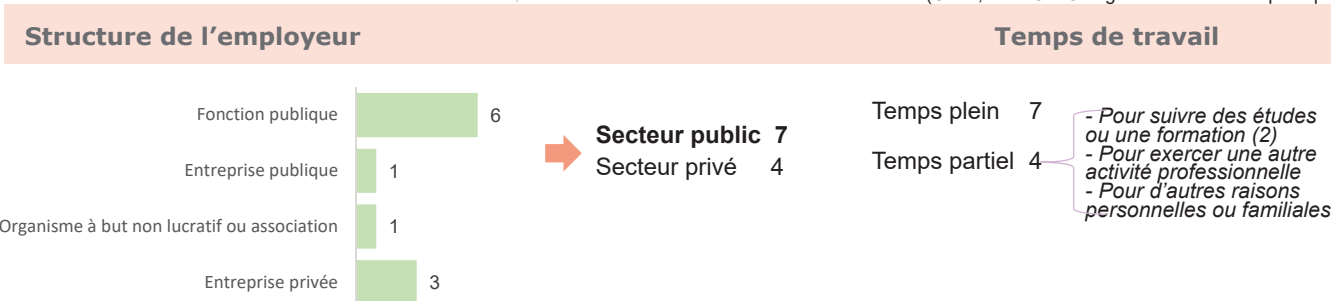 Structure de l’employeur
Temps de travail
Fonction publique
6
Entreprise publique
1
Organisme à but non lucratif ou association
1
Entreprise privée
3
Secteur public 7
Secteur privé 4
Temps plein 7
Temps partiel 4
- Pour suivre des études
ou une formation (2)
- Pour exercer une autre
activité professionnelle
- Pour d’autres raisons
personnelles ou familiales